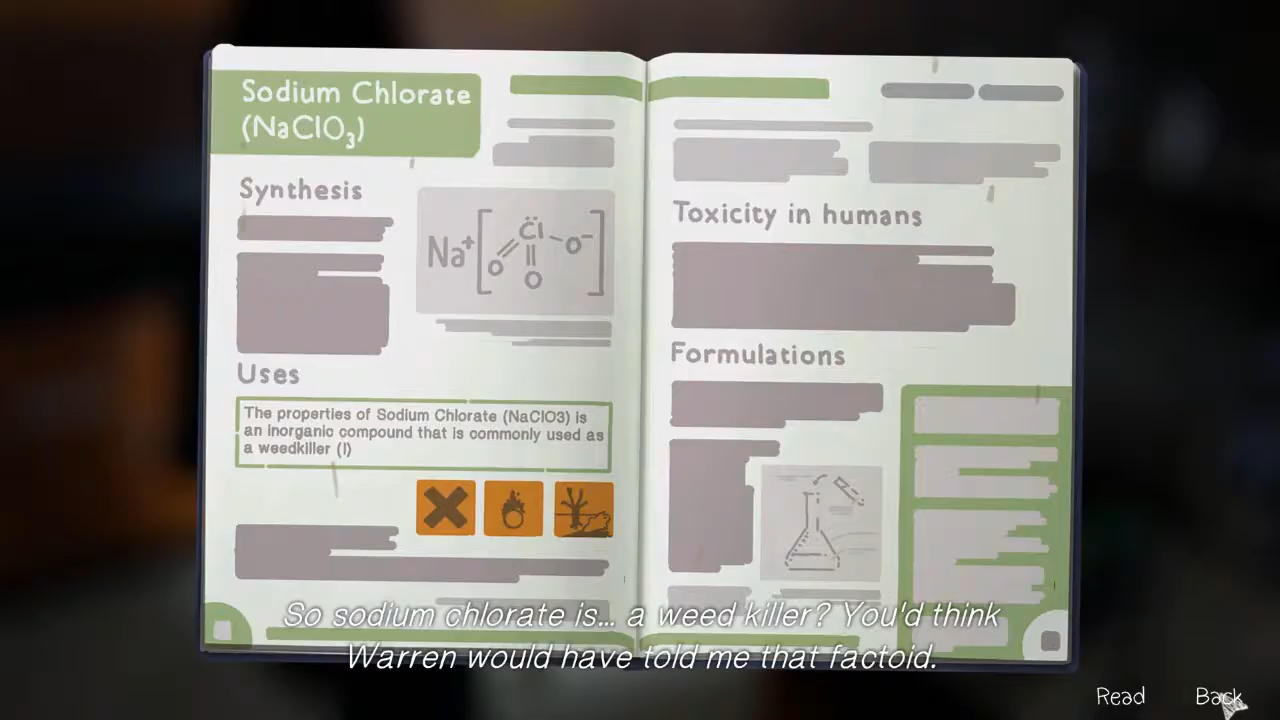 Sodium Chlorate
(NaClO₃)
Synthesis
Na⁺ [ O Cl O O⁻ ]
Uses
The properties of Sodium Chlorate (NaClO3) is
an inorganic compound that is commonly used as
a weedkiller (I)
Toxicity in humans
Formulations
So sodium chlorate is... a weed killer? You'd think
Warren would have told me that factoid.
Read Back